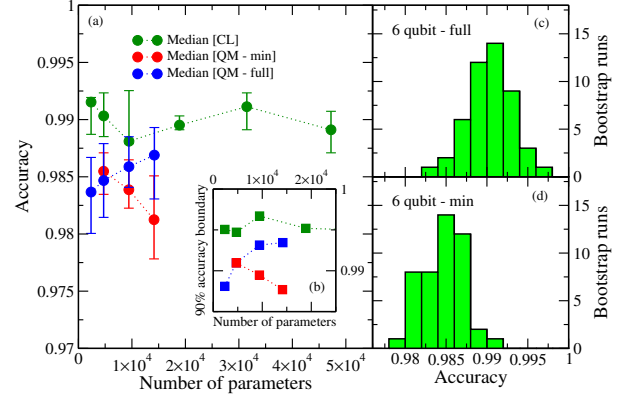 (a)
Median [CL]
Median [QM - min]
Median [QM - full]
1
0.995
0.99
0.985
0.98
0.975
0.97
Accuracy
0
1×10⁴
2×10⁴
3×10⁴
4×10⁴
5×10⁴
Number of parameters
0
1×10⁴
2×10⁴
1
0.99
90% accuracy boundary
(b)
Number of parameters
6 qubit - full
(c)
15
10
5
0
Bootstrap runs
6 qubit - min
(d)
15
10
5
0
Bootstrap runs
0.98
0.985
0.99
0.995
1
Accuracy